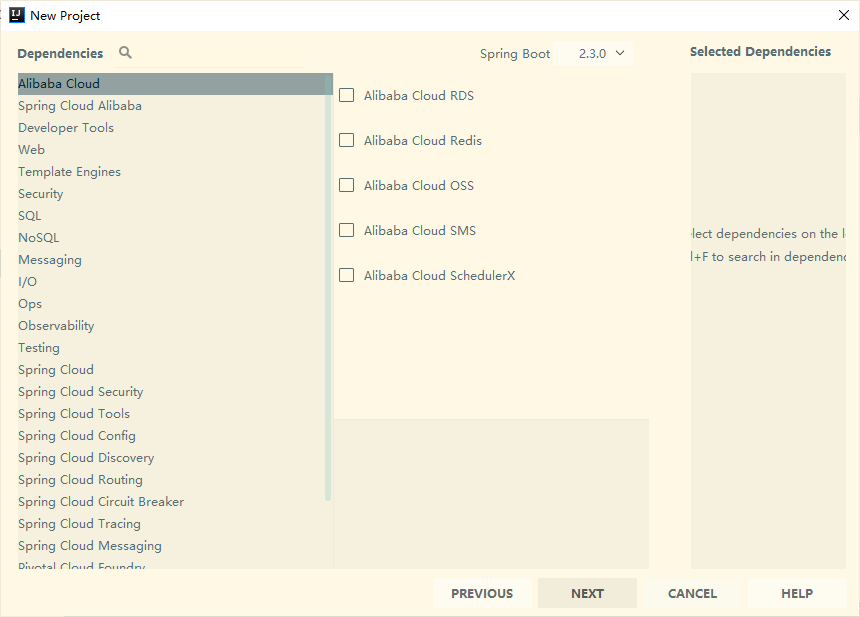 IJ New Project
Dependencies
Spring Boot 2.3.0
Selected Dependencies
Alibaba Cloud
Spring Cloud Alibaba
Developer Tools
Web
Template Engines
Security
SQL
NoSQL
Messaging
I/O
Ops
Observability
Testing
Spring Cloud
Spring Cloud Security
Spring Cloud Tools
Spring Cloud Config
Spring Cloud Discovery
Spring Cloud Routing
Spring Cloud Circuit Breaker
Spring Cloud Tracing
Spring Cloud Messaging
Pivotal Cloud Foundry
Alibaba Cloud RDS
Alibaba Cloud Redis
Alibaba Cloud OSS
Alibaba Cloud SMS
Alibaba Cloud SchedulerX
lect dependencies on the l
l+F to search in dependenc
PREVIOUS
NEXT
CANCEL
HELP